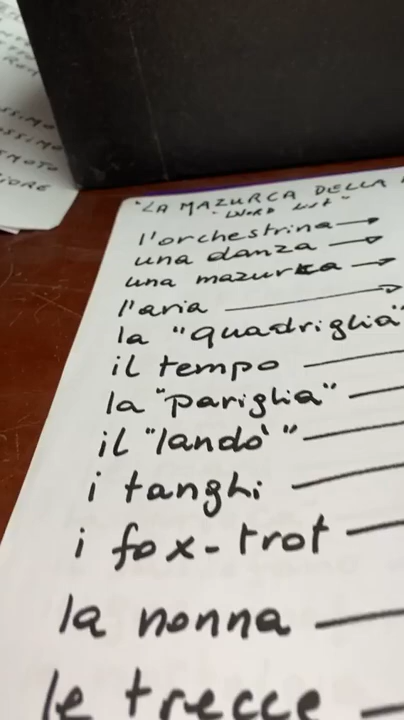 "LA MAZURCA DELLA
"WORD LIST"
l'orchestrina →
una danza →
una mazurka →
l'aria →
la "quadriglia"
il tempo
la "pariglia"
il "landò"
i tanghi
i fox-trot
la nonna
le trecce